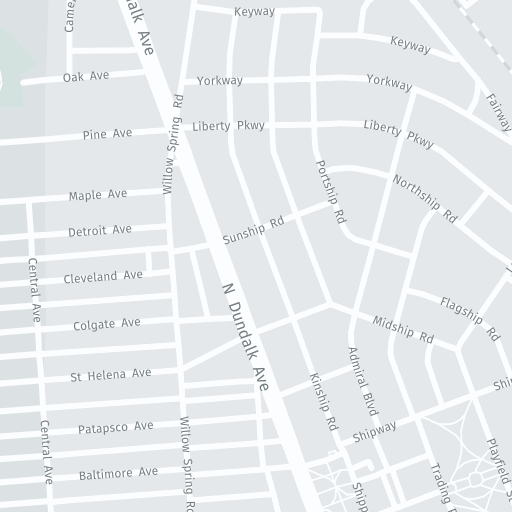 Keyway
Keyway
Oak Ave
Yorkway
Yorkway
Fairway
Pine Ave
Willow Spring Rd
Liberty Pkwy
Liberty Pkwy
Portship Rd
Northship Rd
Maple Ave
Detroit Ave
Sunship Rd
Central Ave
Cleveland Ave
Colgate Ave
N Dundalk Ave
Flagship Rd
Midship Rd
St Helena Ave
Kinship Rd
Admiral Blvd
Shipway
Patapsco Ave
Willow Spring Rd
Central Ave
Baltimore Ave
Trading
Playfield St